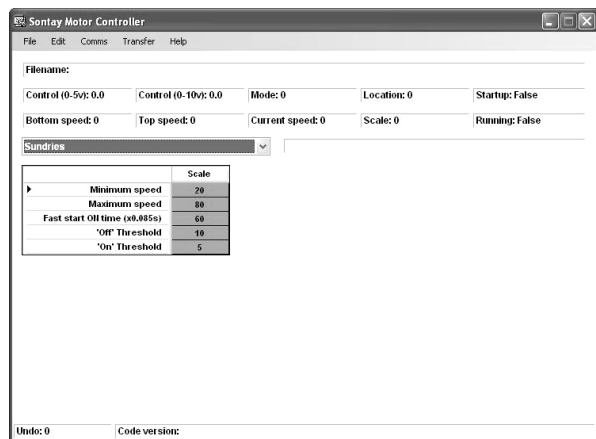 Sontay Motor Controller
File Edit Comms Transfer Help
Filename:
Control (0-5v): 0.0 Control (0-10v): 0.0 Mode: 0 Location: 0 Startup: False
Bottom speed: 0 Top speed: 0 Current speed: 0 Scale: 0 Running: False
Sundries
Scale
Minimum speed 20
Maximum speed 80
Fast start ON time (x0.085s) 60
'Off' Threshold 10
'On' Threshold 5
Undo: 0 Code version: